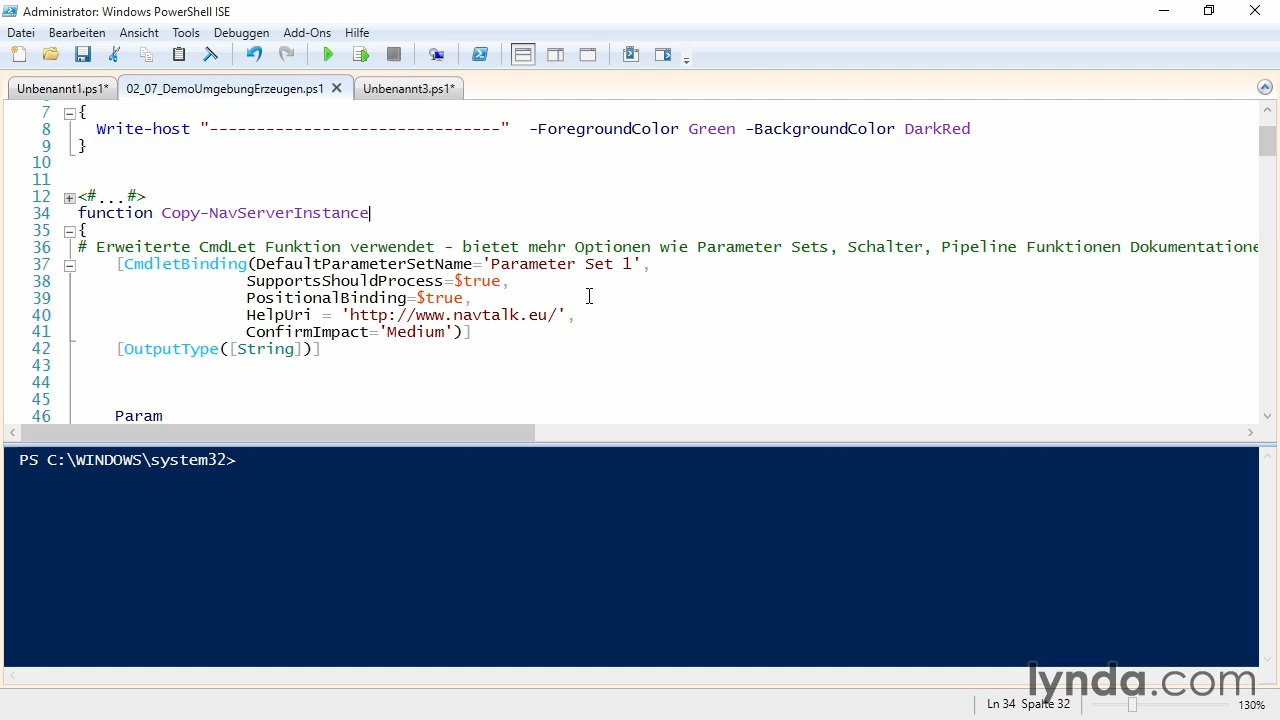 Administrator: Windows PowerShell ISE
Datei Bearbeiten Ansicht Tools Debuggen Add-Ons Hilfe
Unbenannt1.ps1* 02_07_DemoUmgebungErzeugen.ps1 Unbenannt3.ps1*
7 {
8 Write-host "-------------------------------" -ForegroundColor Green -BackgroundColor DarkRed
9 }
10
11
12 <#...#>
34 function Copy-NavServerInstance
35 {
36 # Erweiterte CmdLet Funktion verwendet - bietet mehr Optionen wie Parameter Sets, Schalter, Pipeline Funktionen Dokumentatione
37 [CmdletBinding(DefaultParameterSetName='Parameter Set 1',
38 SupportsShouldProcess=$true,
39 PositionalBinding=$true,
40 HelpUri = 'http://www.navtalk.eu/',
41 ConfirmImpact='Medium')]
42 [OutputType([String])]
43
44
45
46 Param
PS C:\WINDOWS\system32>
lynda.com
Ln 34 Spalte 32 130%